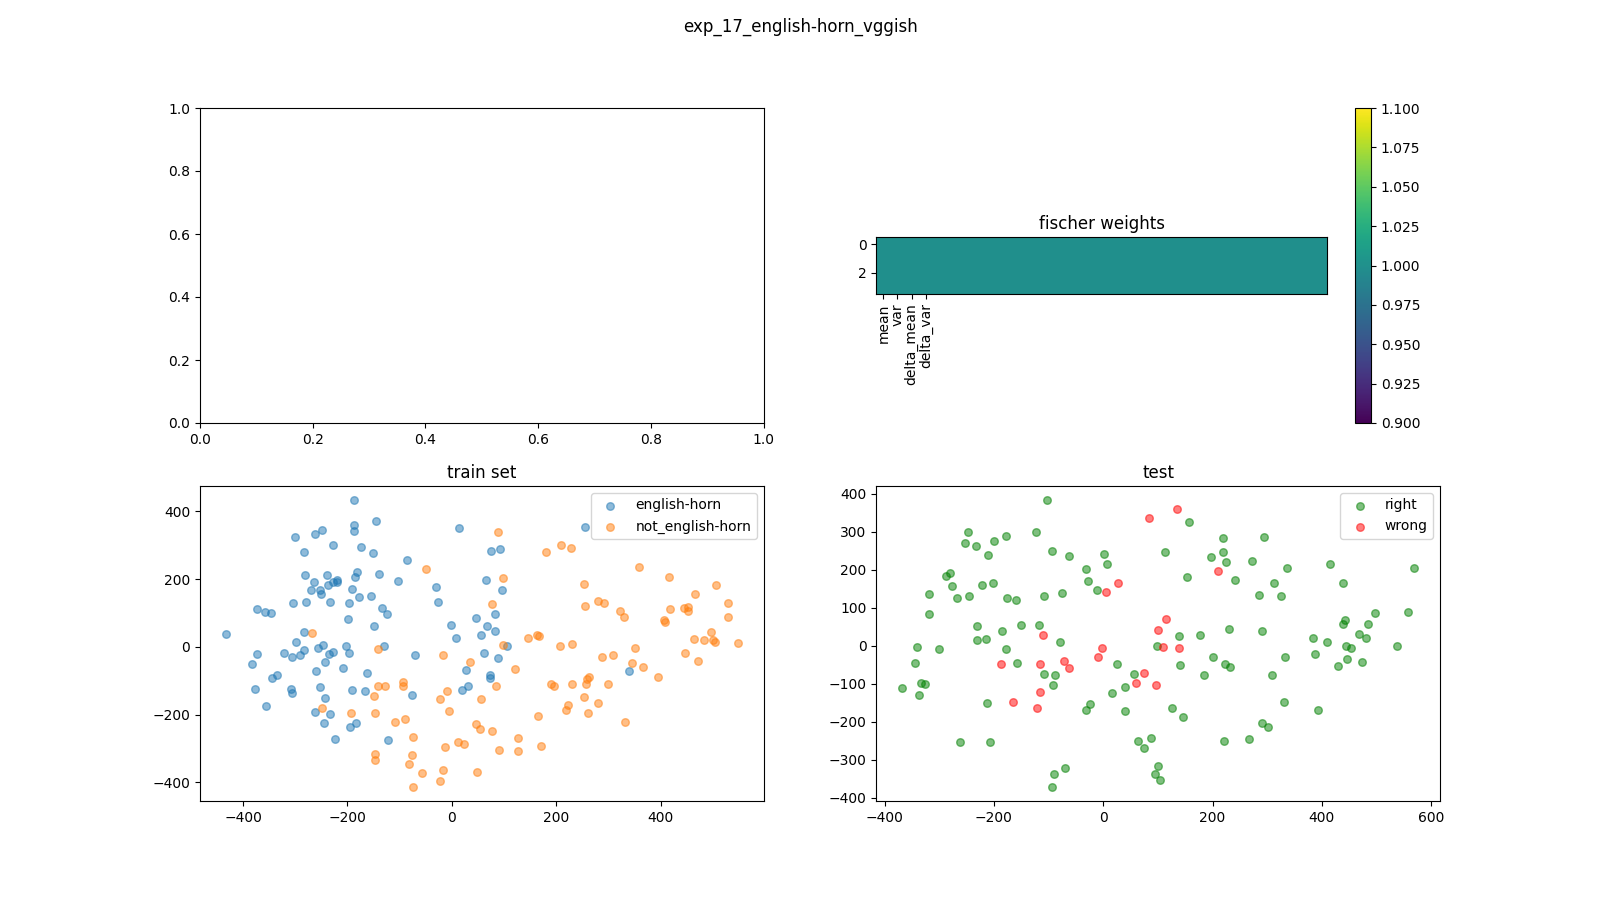 exp_17_english-horn_vggish
1.0
0.8
0.6
0.4
0.2
0.0
0.0 0.2 0.4 0.6 0.8 1.0
fischer weights
0
2
mean
var
delta_mean
delta_var
1.100
1.075
1.050
1.025
1.000
0.975
0.950
0.925
0.900
train set
english-horn
not_english-horn
400
200
0
−200
−400
−400 −200 0 200 400
test
right
wrong
400
300
200
100
0
−100
−200
−300
−400
−400 −200 0 200 400 600